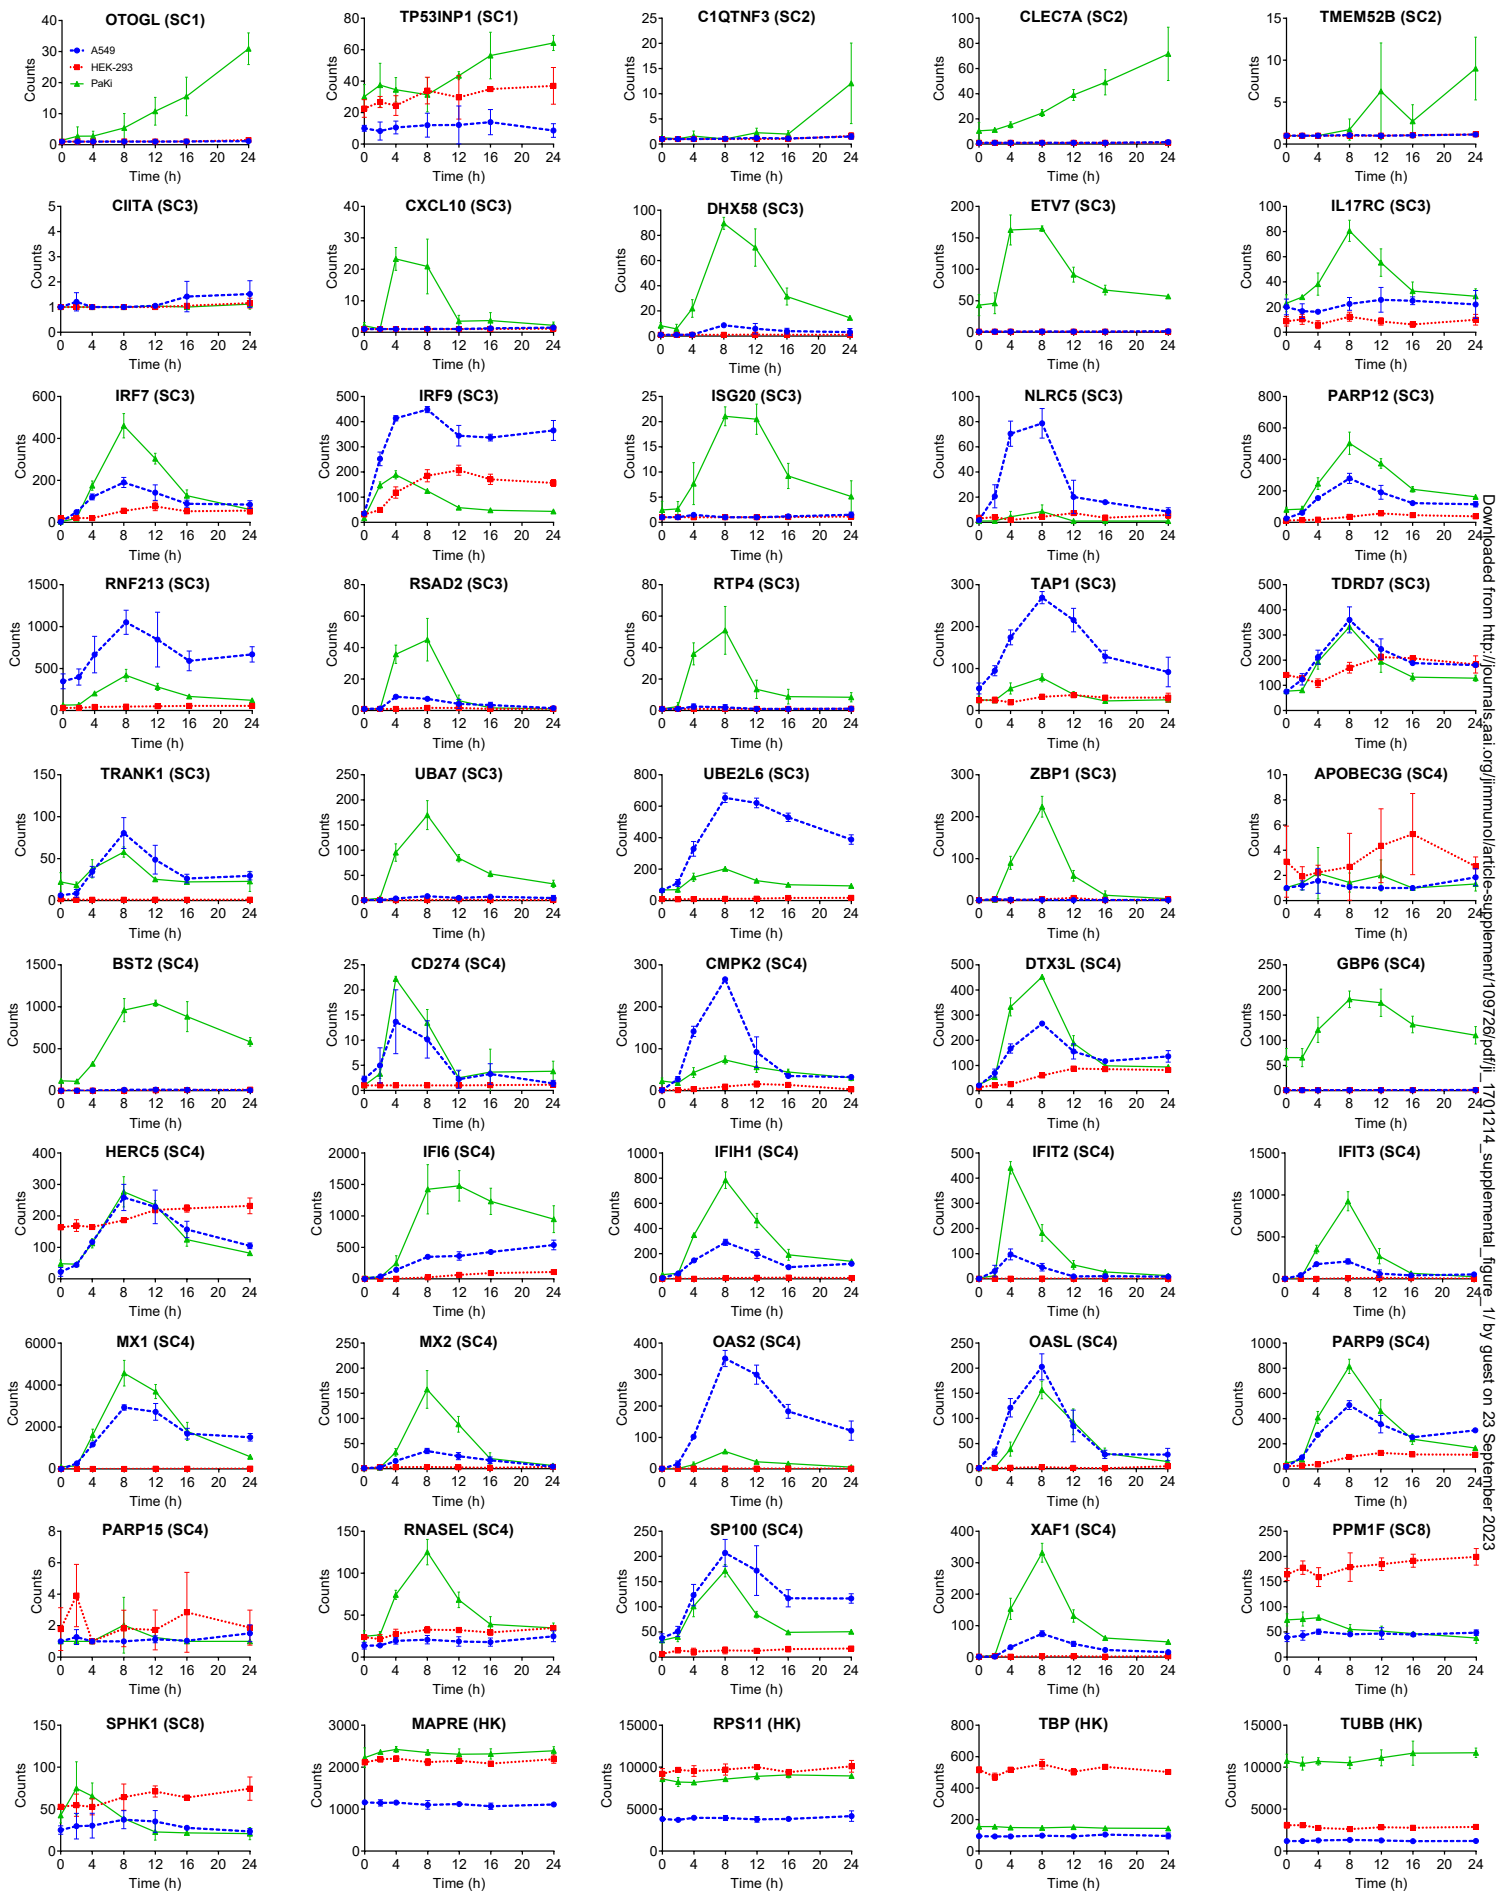 OTOGL (SC1)
TP53INP1 (SC1)
C1QTNF3 (SC2)
CLEC7A (SC2)
TMEM52B (SC2)
A549
HEK-293
PaKi
Counts
Time (h)
CIITA (SC3)
CXCL10 (SC3)
DHX58 (SC3)
ETV7 (SC3)
IL17RC (SC3)
IRF7 (SC3)
IRF9 (SC3)
ISG20 (SC3)
NLRC5 (SC3)
PARP12 (SC3)
RNF213 (SC3)
RSAD2 (SC3)
RTP4 (SC3)
TAP1 (SC3)
TDRD7 (SC3)
TRANK1 (SC3)
UBA7 (SC3)
UBE2L6 (SC3)
ZBP1 (SC3)
APOBEC3G (SC4)
BST2 (SC4)
CD274 (SC4)
CMPK2 (SC4)
DTX3L (SC4)
GBP6 (SC4)
HERC5 (SC4)
IFI6 (SC4)
IFIH1 (SC4)
IFIT2 (SC4)
IFIT3 (SC4)
MX1 (SC4)
MX2 (SC4)
OAS2 (SC4)
OASL (SC4)
PARP9 (SC4)
PARP15 (SC4)
RNASEL (SC4)
SP100 (SC4)
XAF1 (SC4)
PPM1F (SC8)
SPHK1 (SC8)
MAPRE (HK)
RPS11 (HK)
TBP (HK)
TUBB (HK)
Downloaded from http://journals.aai.org/jimmunol/article-supplement/109726/pdf/ji_1701214_supplemental_figure_1/ by guest on 23 September 2023